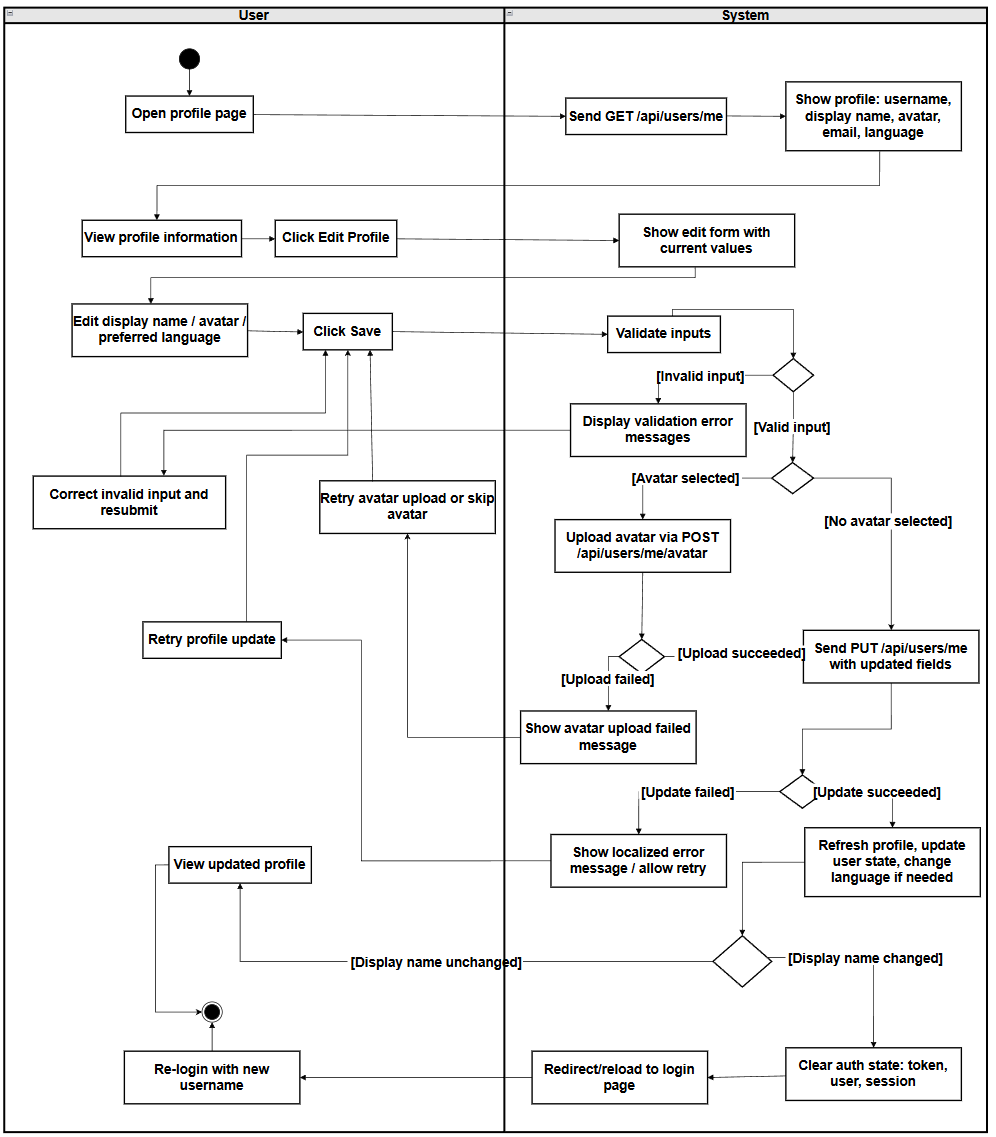 User
System
Open profile page
Send GET /api/users/me
Show profile: username,
display name, avatar,
email, language
View profile information
Click Edit Profile
Show edit form with
current values
Edit display name / avatar /
preferred language
Click Save
Validate inputs
[Invalid input]
Display validation error
messages
[Valid input]
Correct invalid input and
resubmit
Retry avatar upload or skip
avatar
[Avatar selected]
[No avatar selected]
Upload avatar via POST
/api/users/me/avatar
Retry profile update
[Upload succeeded]
Send PUT /api/users/me
with updated fields
[Upload failed]
Show avatar upload failed
message
[Update failed]
[Update succeeded]
View updated profile
Show localized error
message / allow retry
Refresh profile, update
user state, change
language if needed
[Display name unchanged]
[Display name changed]
Re-login with new
username
Redirect/reload to login
page
Clear auth state: token,
user, session